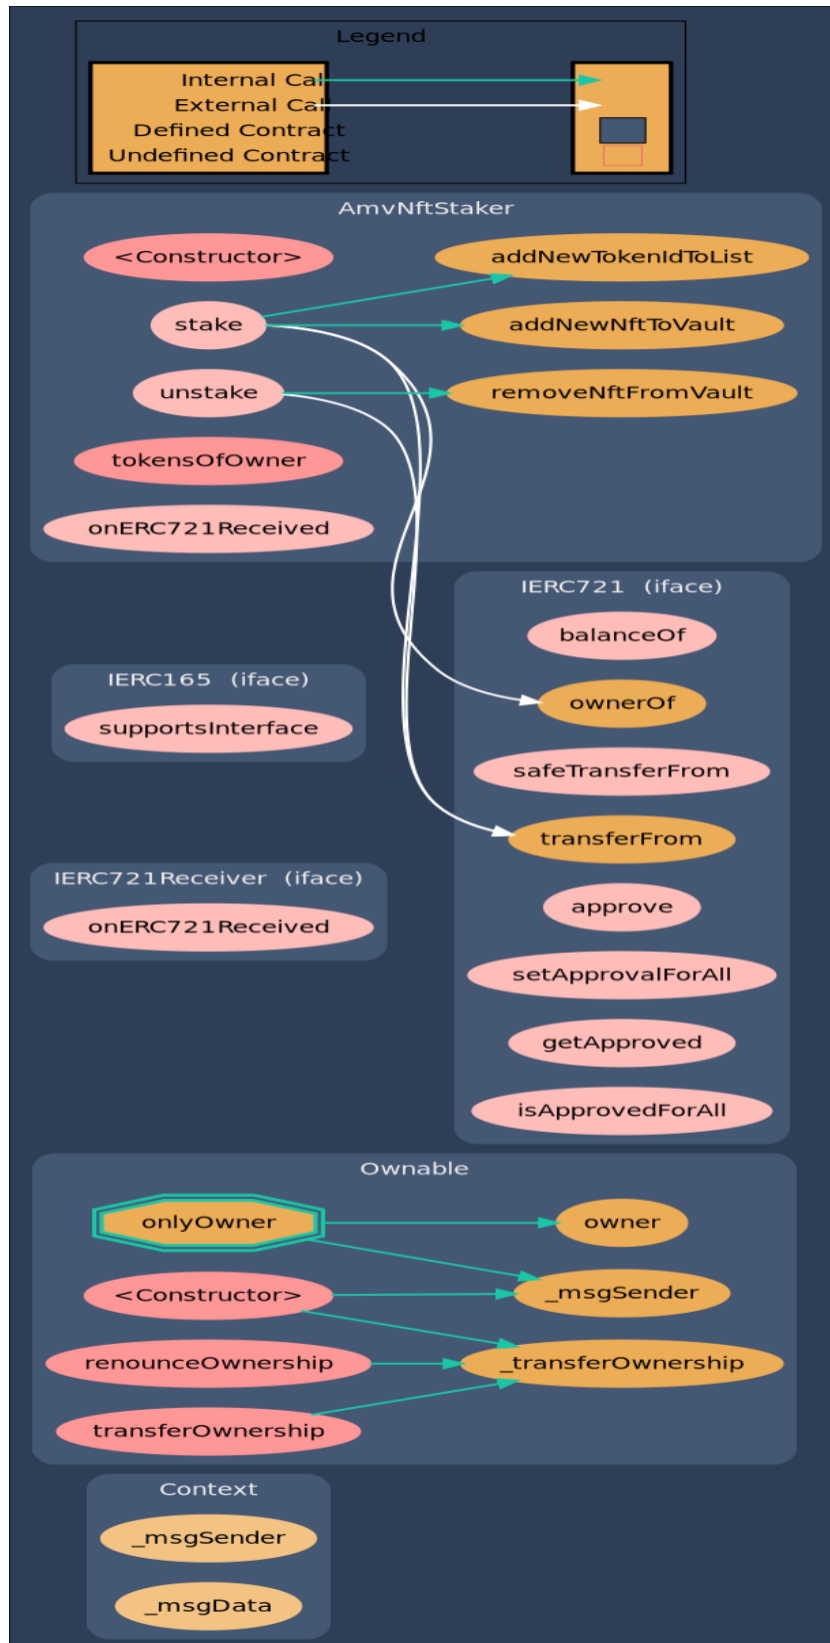 Legend
Internal Call
External Call
Defined Contract
Undefined Contract
AmvNftStaker
<Constructor>
addNewTokenIdToList
stake
addNewNftToVault
unstake
removeNftFromVault
tokensOfOwner
onERC721Received
IERC721 (iface)
balanceOf
ownerOf
safeTransferFrom
transferFrom
approve
setApprovalForAll
getApproved
isApprovedForAll
IERC165 (iface)
supportsInterface
IERC721Receiver (iface)
onERC721Received
Ownable
onlyOwner
owner
<Constructor>
_msgSender
renounceOwnership
_transferOwnership
transferOwnership
Context
_msgSender
_msgData